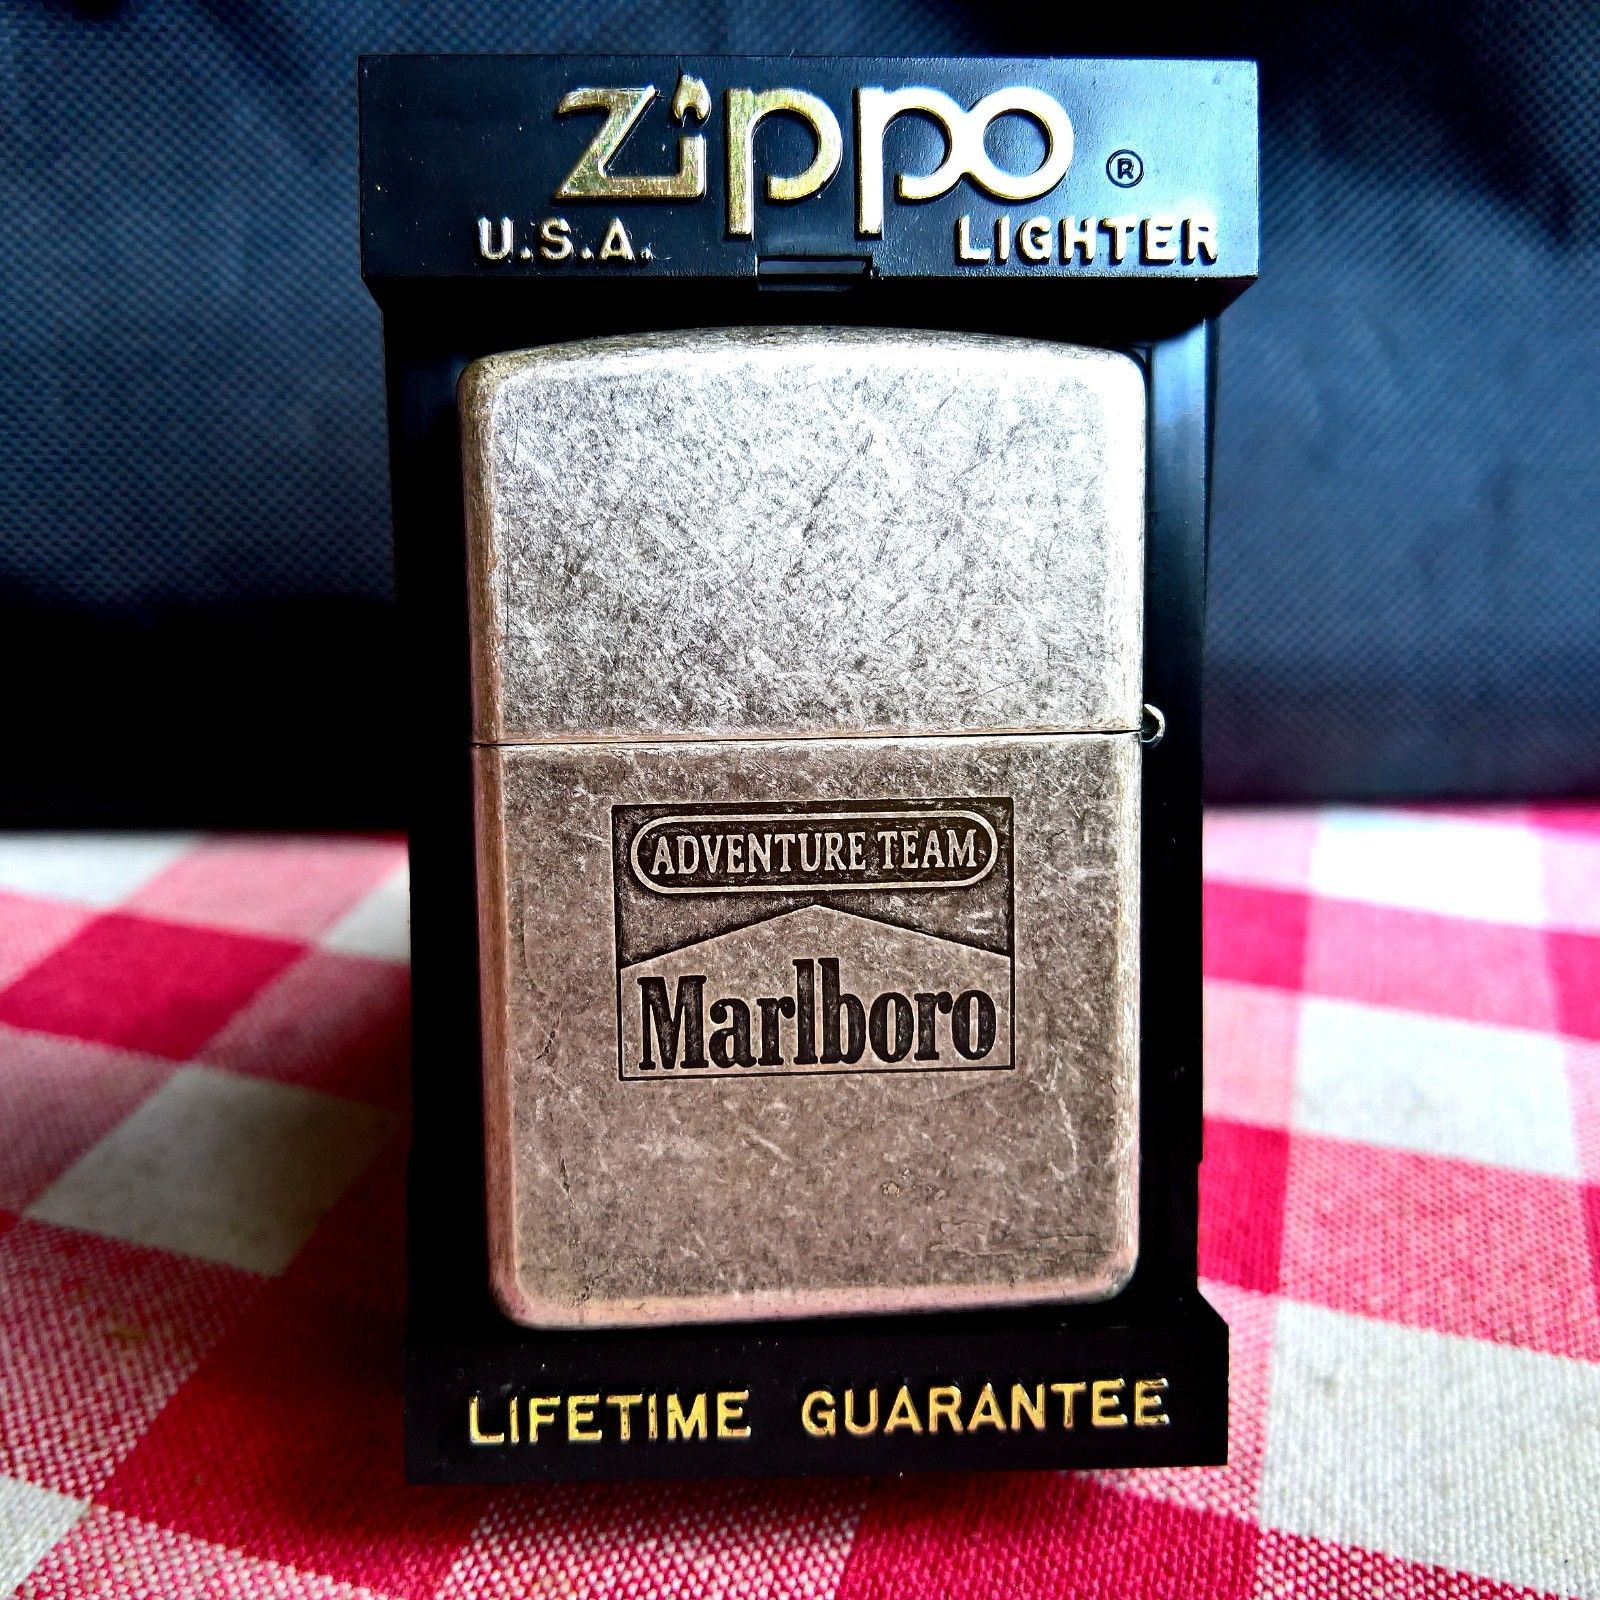 Zippo ®
U.S.A. LIGHTER
ADVENTURE TEAM
Marlboro
LIFETIME GUARANTEE